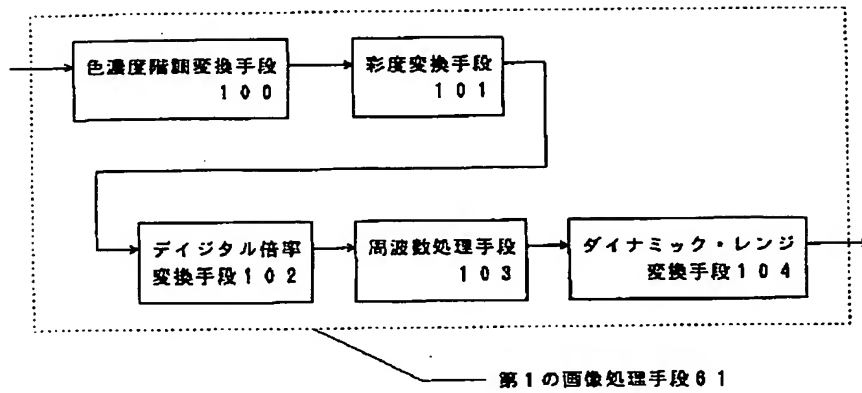 色濃度階調変換手段
１００
彩度変換手段
１０１
デイジタル倍率
変換手段１０２
周波数処理手段
１０３
ダイナミック・レンジ
変換手段１０４
第１の画像処理手段６１